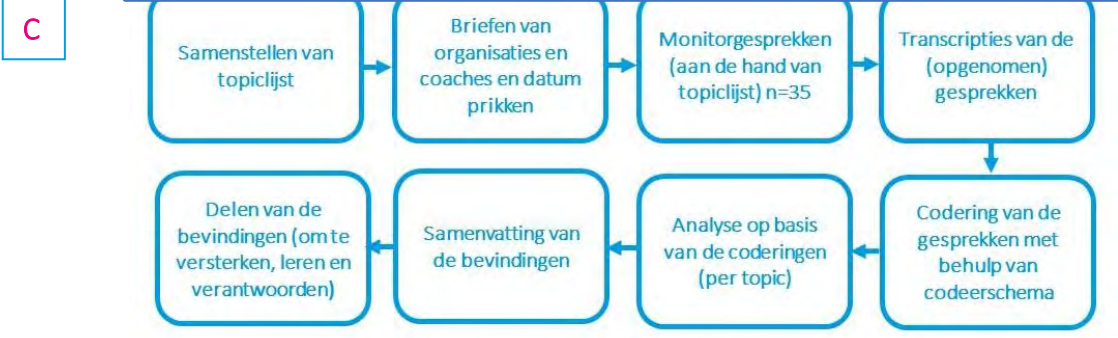 C
Samenstellen van
topiclijst
Briefen van
organisaties en
coaches en datum
prikken
Monitorgesprekken
(aan de hand van
topiclijst) n=35
Transcripties van de
(opgenomen)
gesprekken
Codering van de
gesprekken met
behulp van
codeerschema
Analyse op basis
van de coderingen
(per topic)
Samenvatting van
de bevindingen
Delen van de
bevindingen (om te
versterken, leren en
verantwoorden)